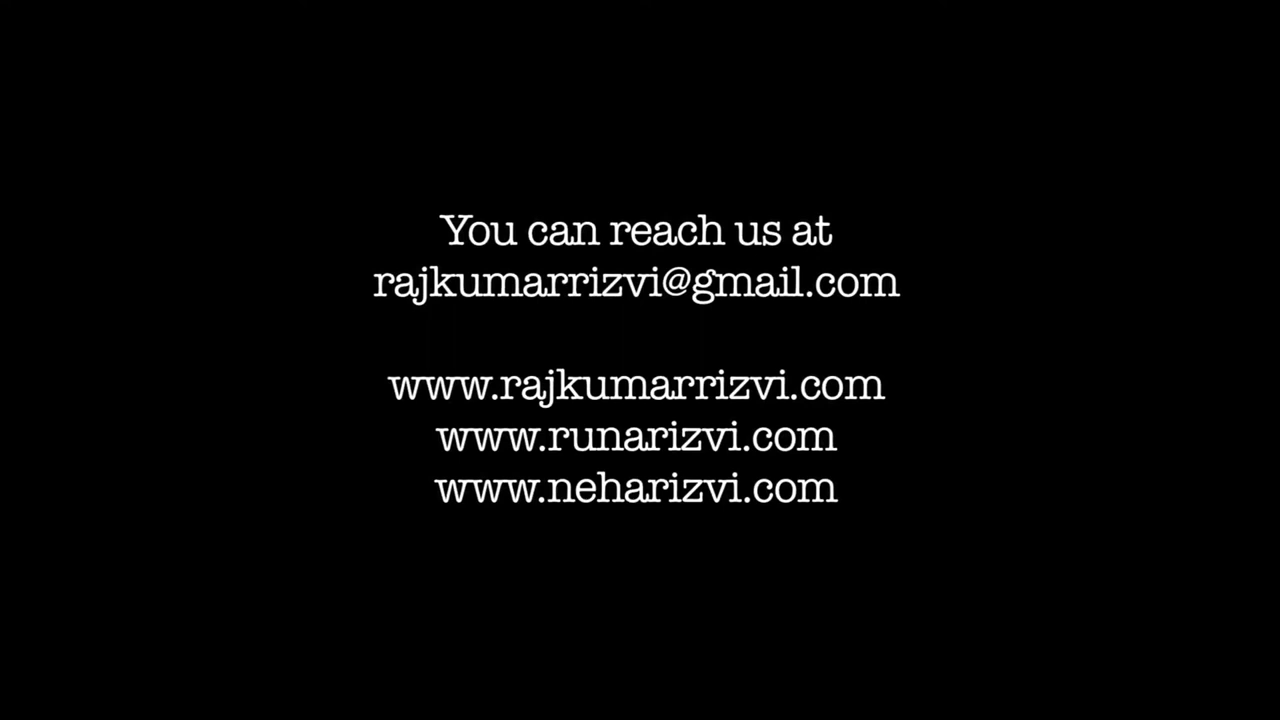 You can reach us at
rajkumarrizvi@gmail.com
www.rajkumarrizvi.com
www.runarizvi.com
www.neharizvi.com